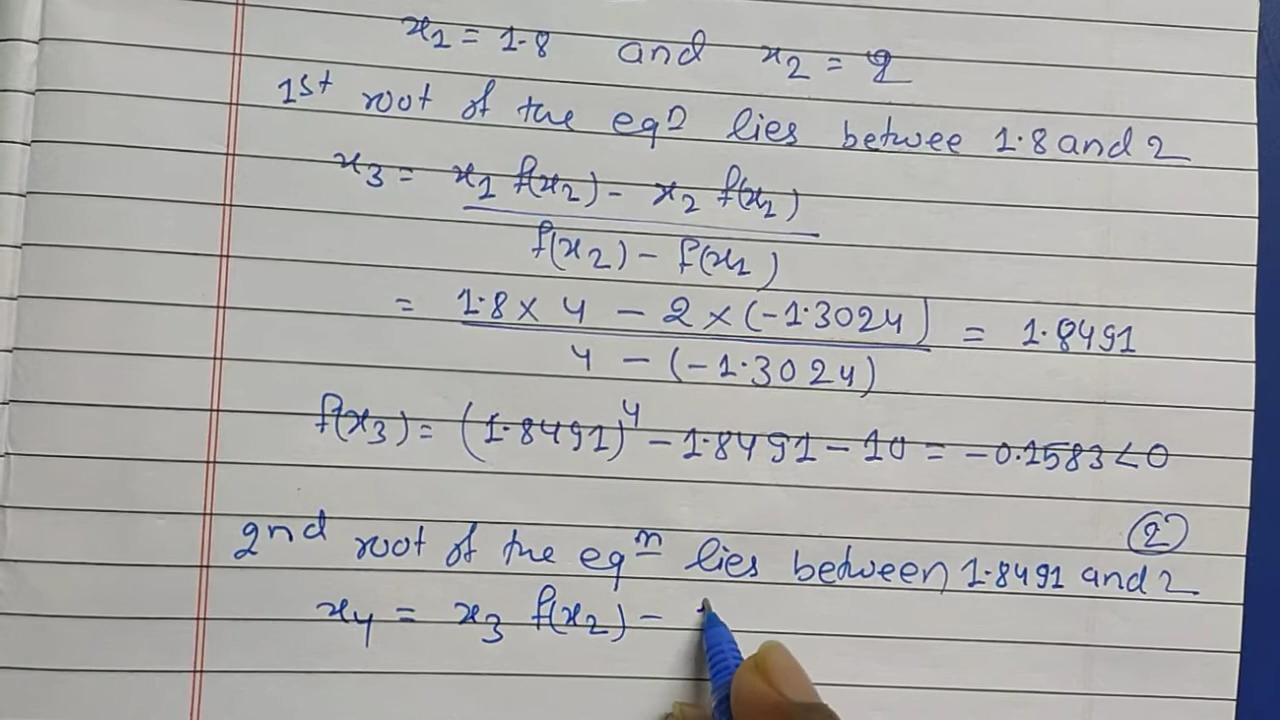 x1 = 1.8 and x2 = 2
1st root of the eqn lies betwee 1.8 and 2
x3 = x1 f(x2) - x2 f(x1)
f(x2) - f(x1)
= 1.8 × 4 - 2 × (-1.3024) = 1.8491
4 - (-1.3024)
f(x3) = (1.8491)^4 - 1.8491 - 10 = -0.1583 < 0
②
2nd root of the eqn lies between 1.8491 and 2
x4 = x3 f(x2) -